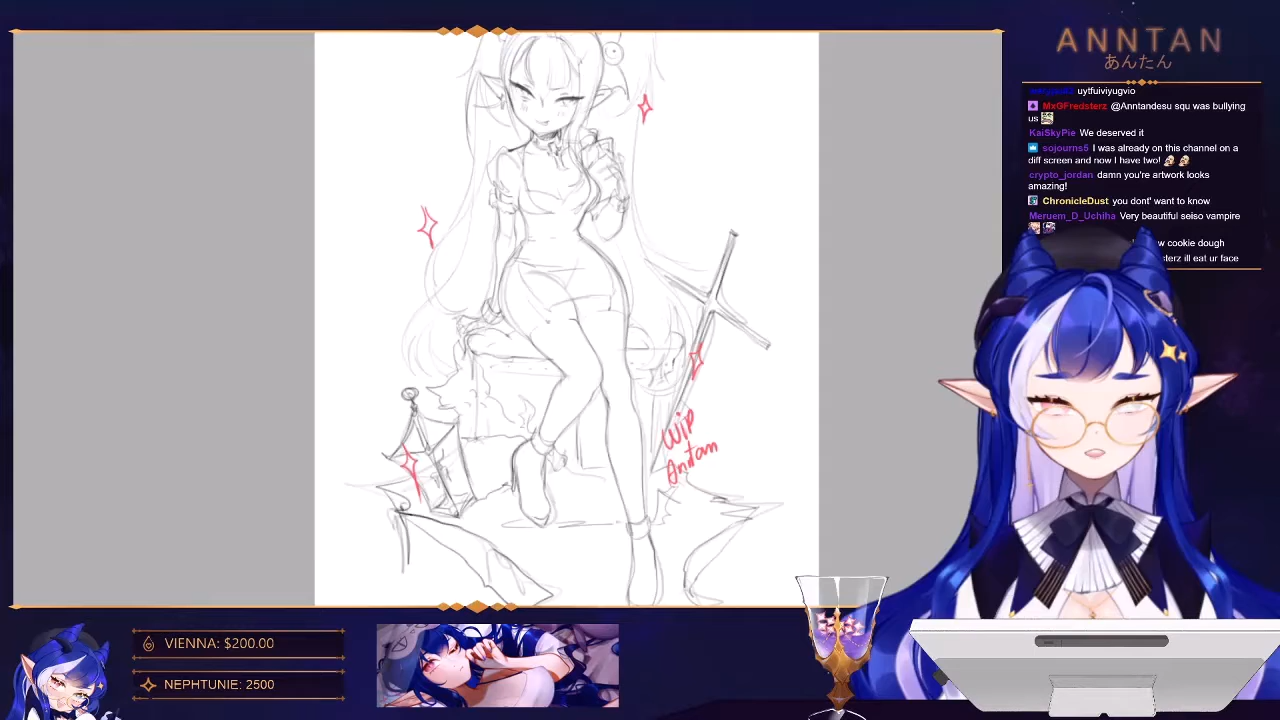 ANNTAN
あんたん
uytfuiviyugvio
MxGFredsterz @Anntandesu squ was bullying
us
KaiSkyPie We deserved it
sojourns5 I was already on this channel on a
diff screen and now I have two!
crypto_jordan damn you're artwork looks
amazing!
ChronicleDust you dont' want to know
Meruem_D_Uchiha Very beautiful seiso vampire
cookie dough
ill eat ur face
WIP
Anntan
VIENNA: $200.00
NEPHTUNIE: 2500